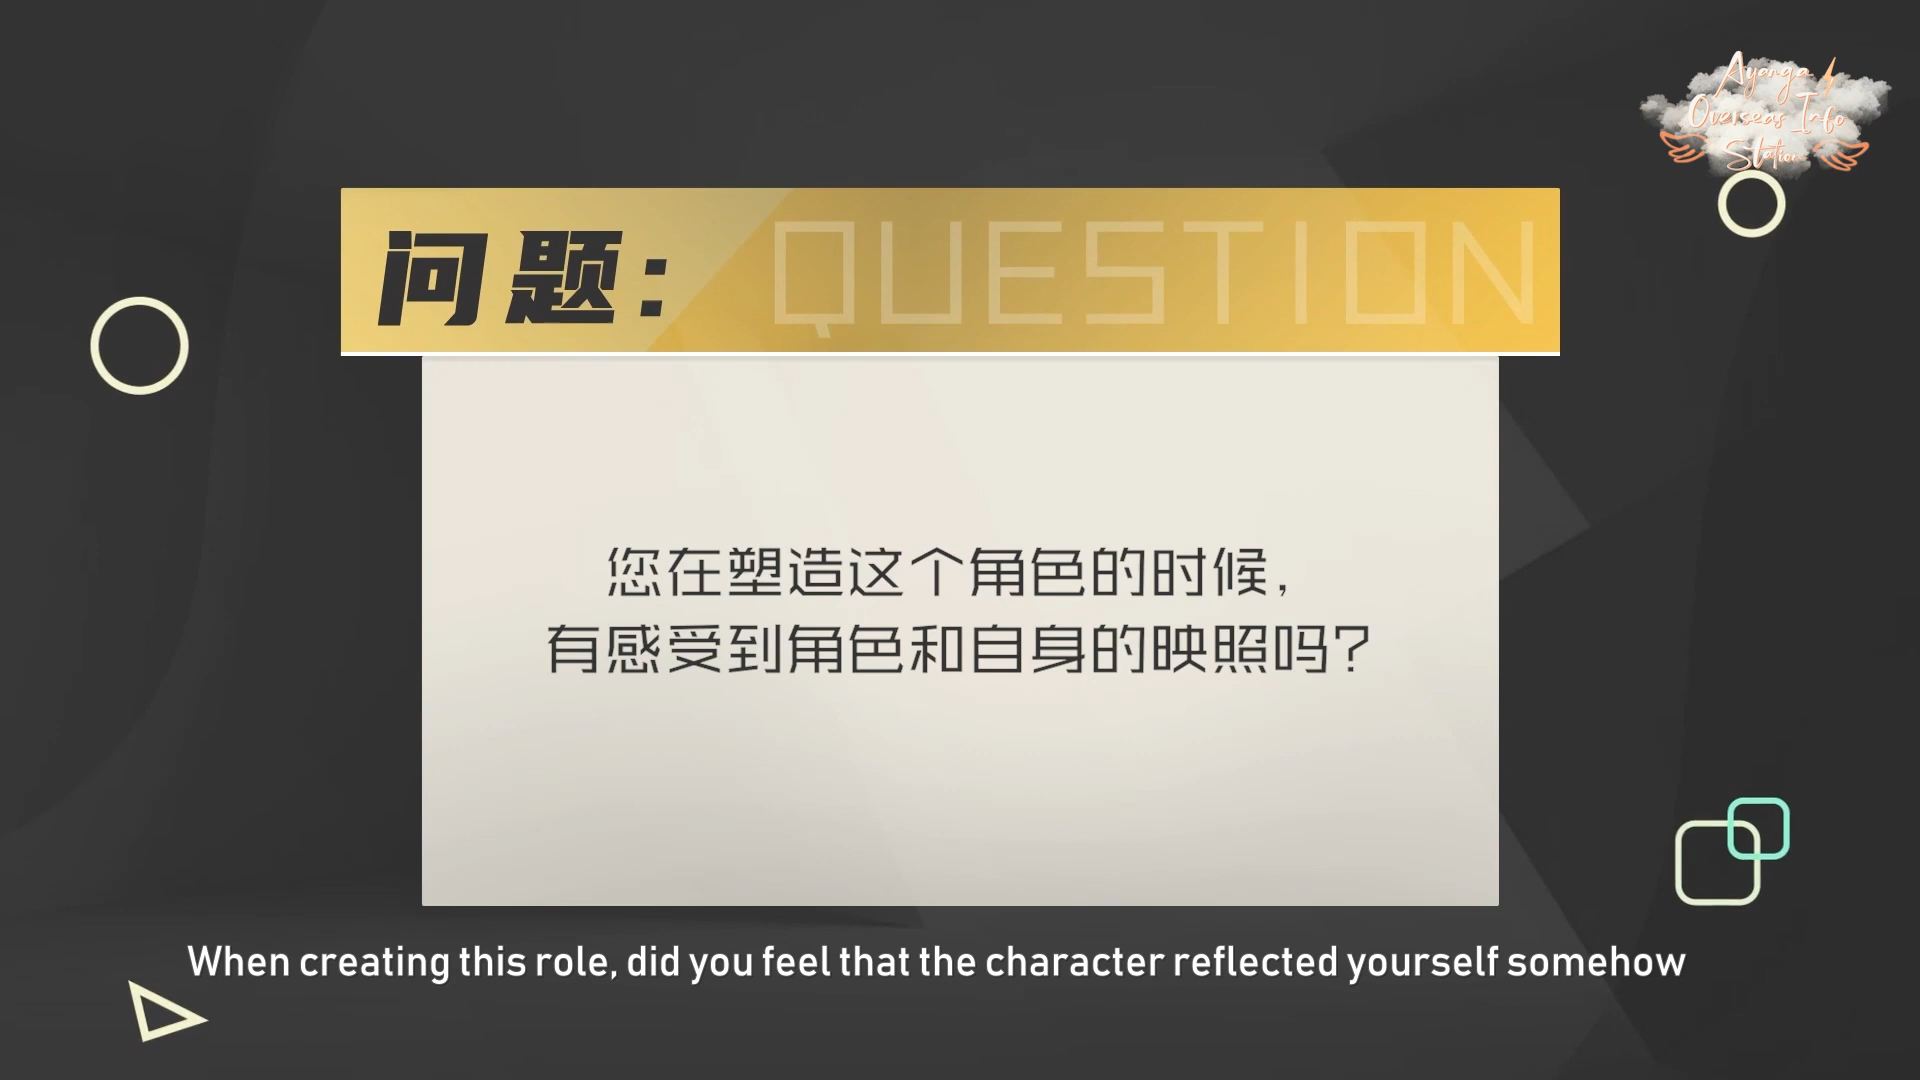 Ayanga
Overseas Info
Station
问题：QUESTION
您在塑造这个角色的时候，
有感受到角色和自身的映照吗？
When creating this role, did you feel that the character reflected yourself somehow